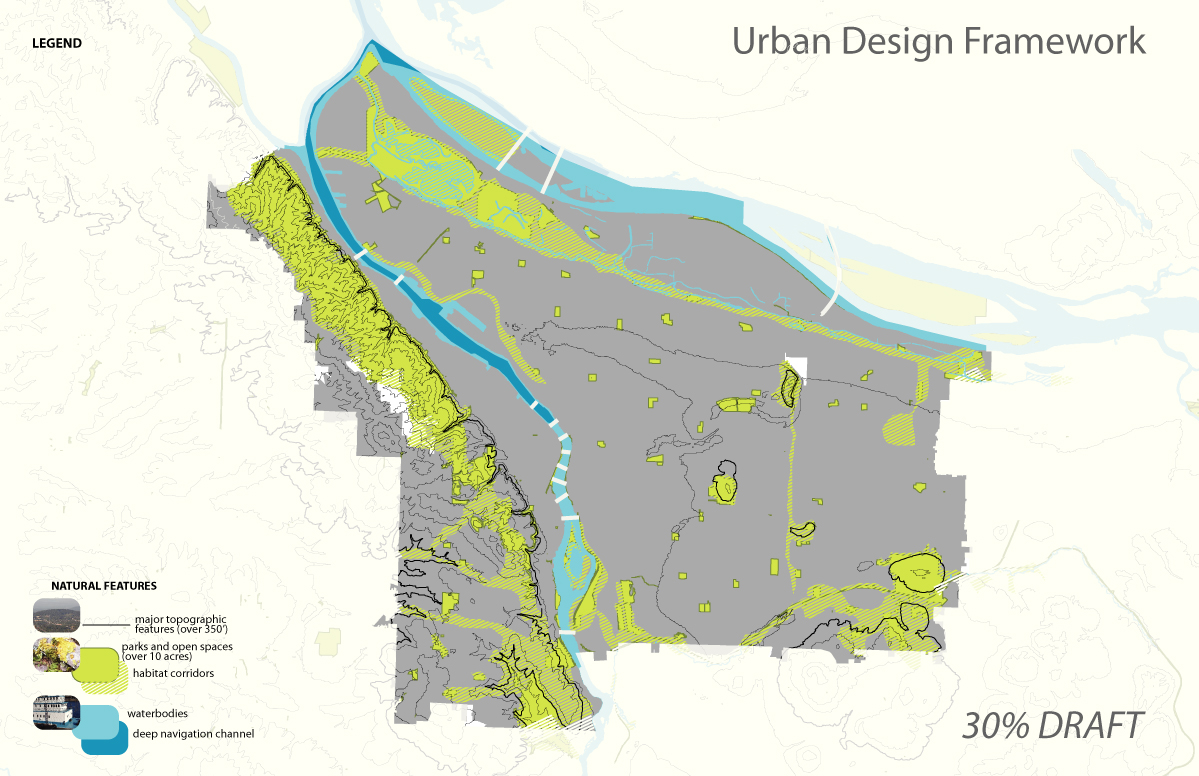 Urban Design Framework
LEGEND
NATURAL FEATURES
major topographic
features (over 350')
parks and open spaces
(over 10 acres)
habitat corridors
waterbodies
deep navigation channel
30% DRAFT